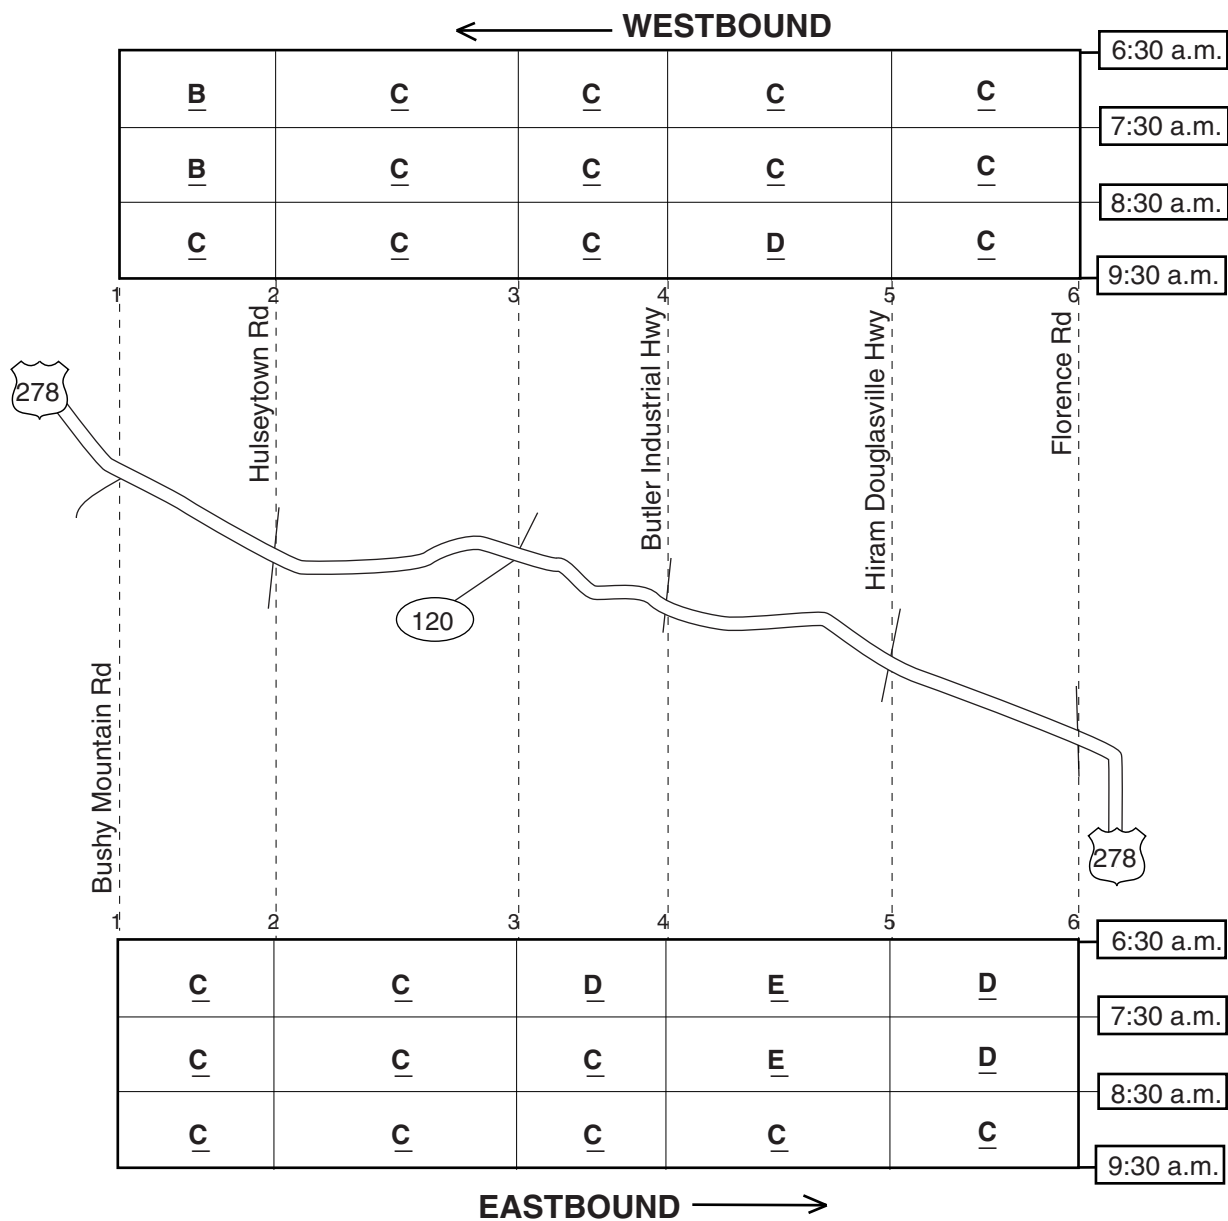 WESTBOUND
6:30 a.m.
B C C C C
7:30 a.m.
B C C C C
8:30 a.m.
C C C D C
9:30 a.m.
1 2 3 4 5 6
Hulseytown Rd
Butler Industrial Hwy
Hiram Douglasville Hwy
Florence Rd
278
120
Bushy Mountain Rd
278
1 2 3 4 5 6
6:30 a.m.
C C D E D
7:30 a.m.
C C C E D
8:30 a.m.
C C C C C
9:30 a.m.
EASTBOUND